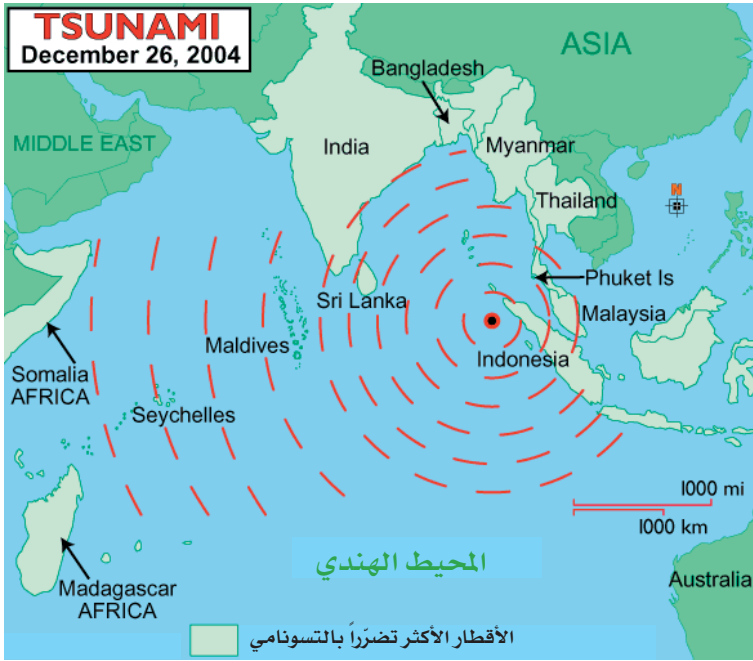 TSUNAMI
December 26, 2004
ASIA
Bangladesh
MIDDLE EAST
India
Myanmar
Thailand
N
Phuket Is
Sri Lanka
Malaysia
Maldives
Indonesia
Somalia
AFRICA
Seychelles
1000 mi
1000 km
المحيط الهندي
Madagascar
AFRICA
Australia
الأقطار الأكثر تضرّراً بالتسونامي